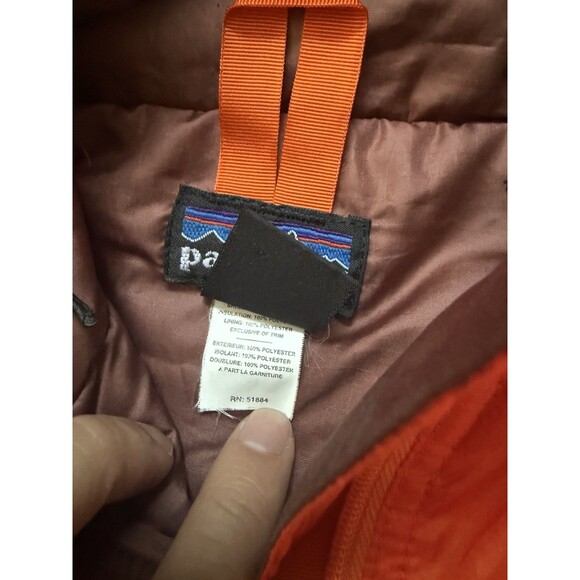 pa
INSULATION: 100% POLYESTER
LINING: 100% POLYESTER
EXCLUSIVE OF TRIM
EXTERIEUR: 100% POLYESTER
ISOLANT: 100% POLYESTER
DOUBLURE: 100% POLYESTER
A PART LA GARNITURE
RN: 51884